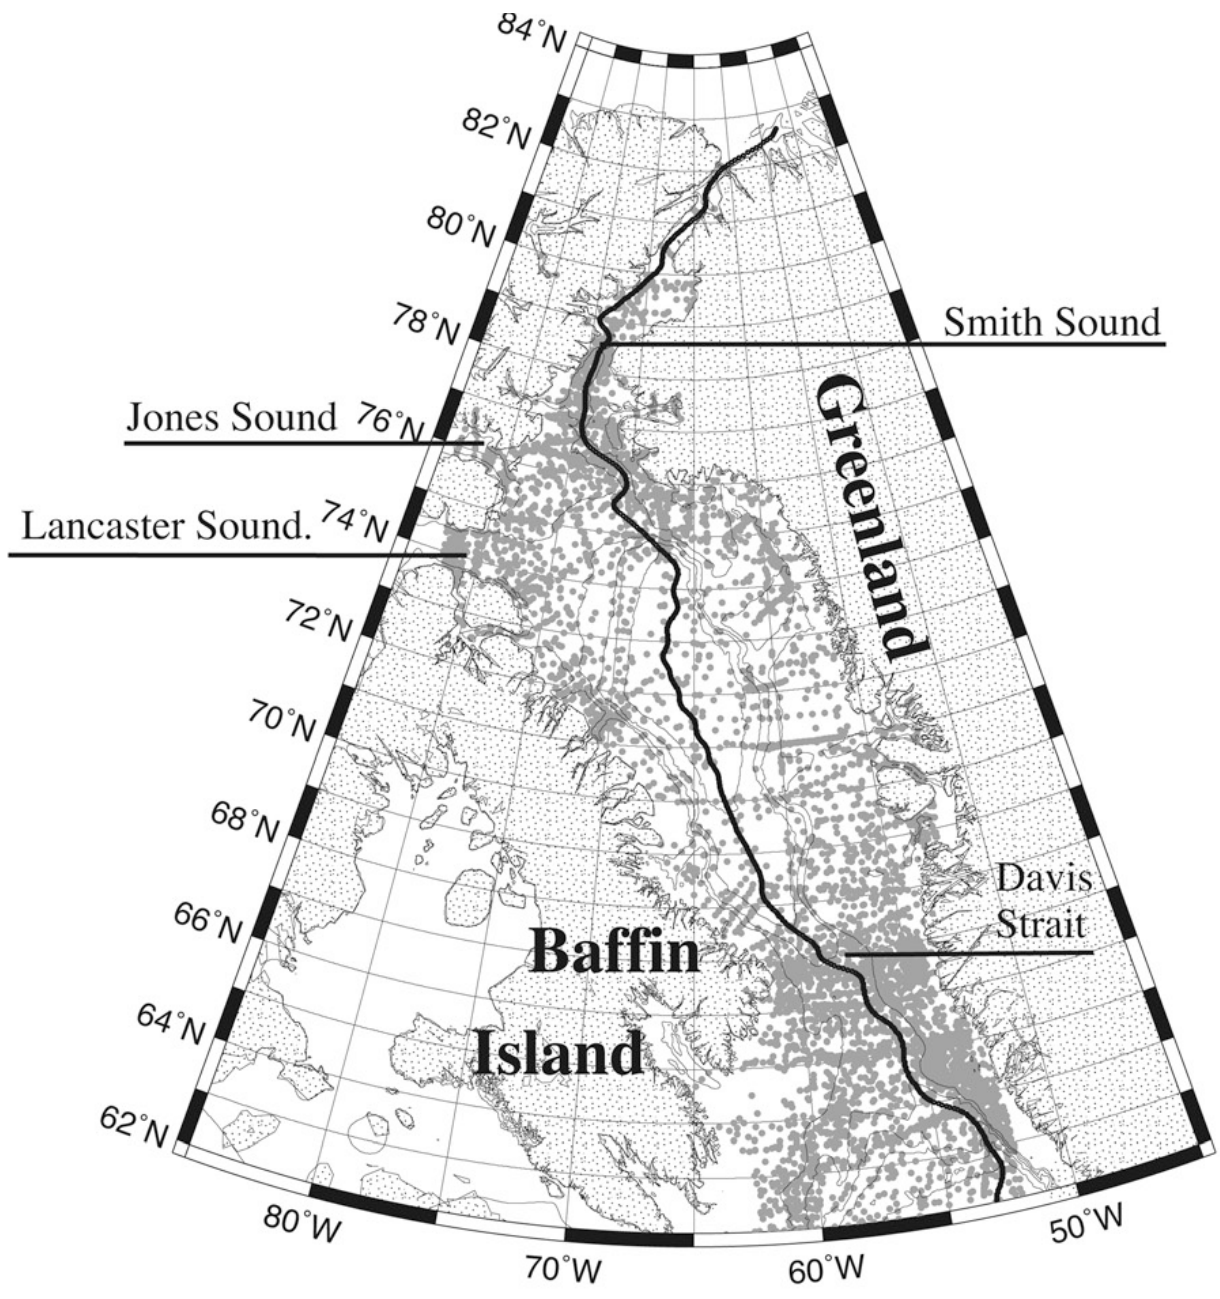 84°N
82°N
80°N
78°N
Smith Sound
Jones Sound
76°N
Greenland
Lancaster Sound.
74°N
72°N
70°N
68°N
Davis
Strait
66°N
Baffin
Island
64°N
62°N
80°W
70°W
60°W
50°W